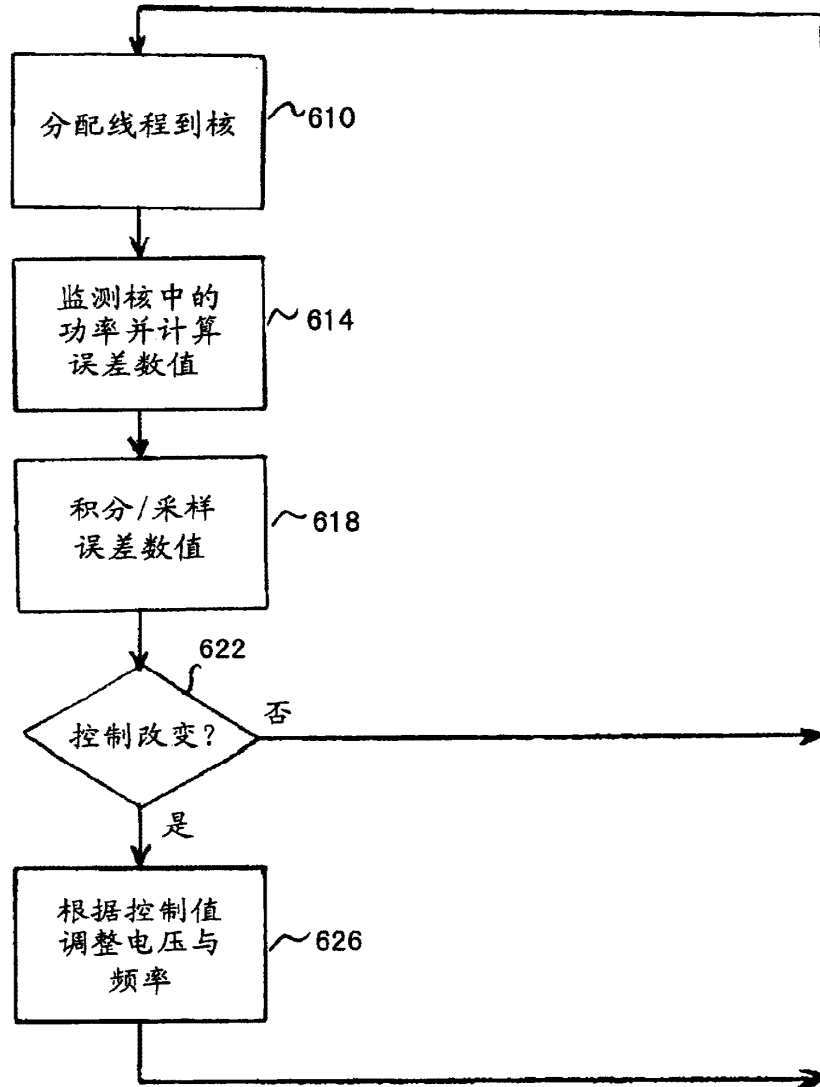 分配线程到核
610
监测核中的
功率并计算
误差数值
614
积分/采样
误差数值
618
622
控制改变?
否
是
根据控制值
调整电压与
频率
626